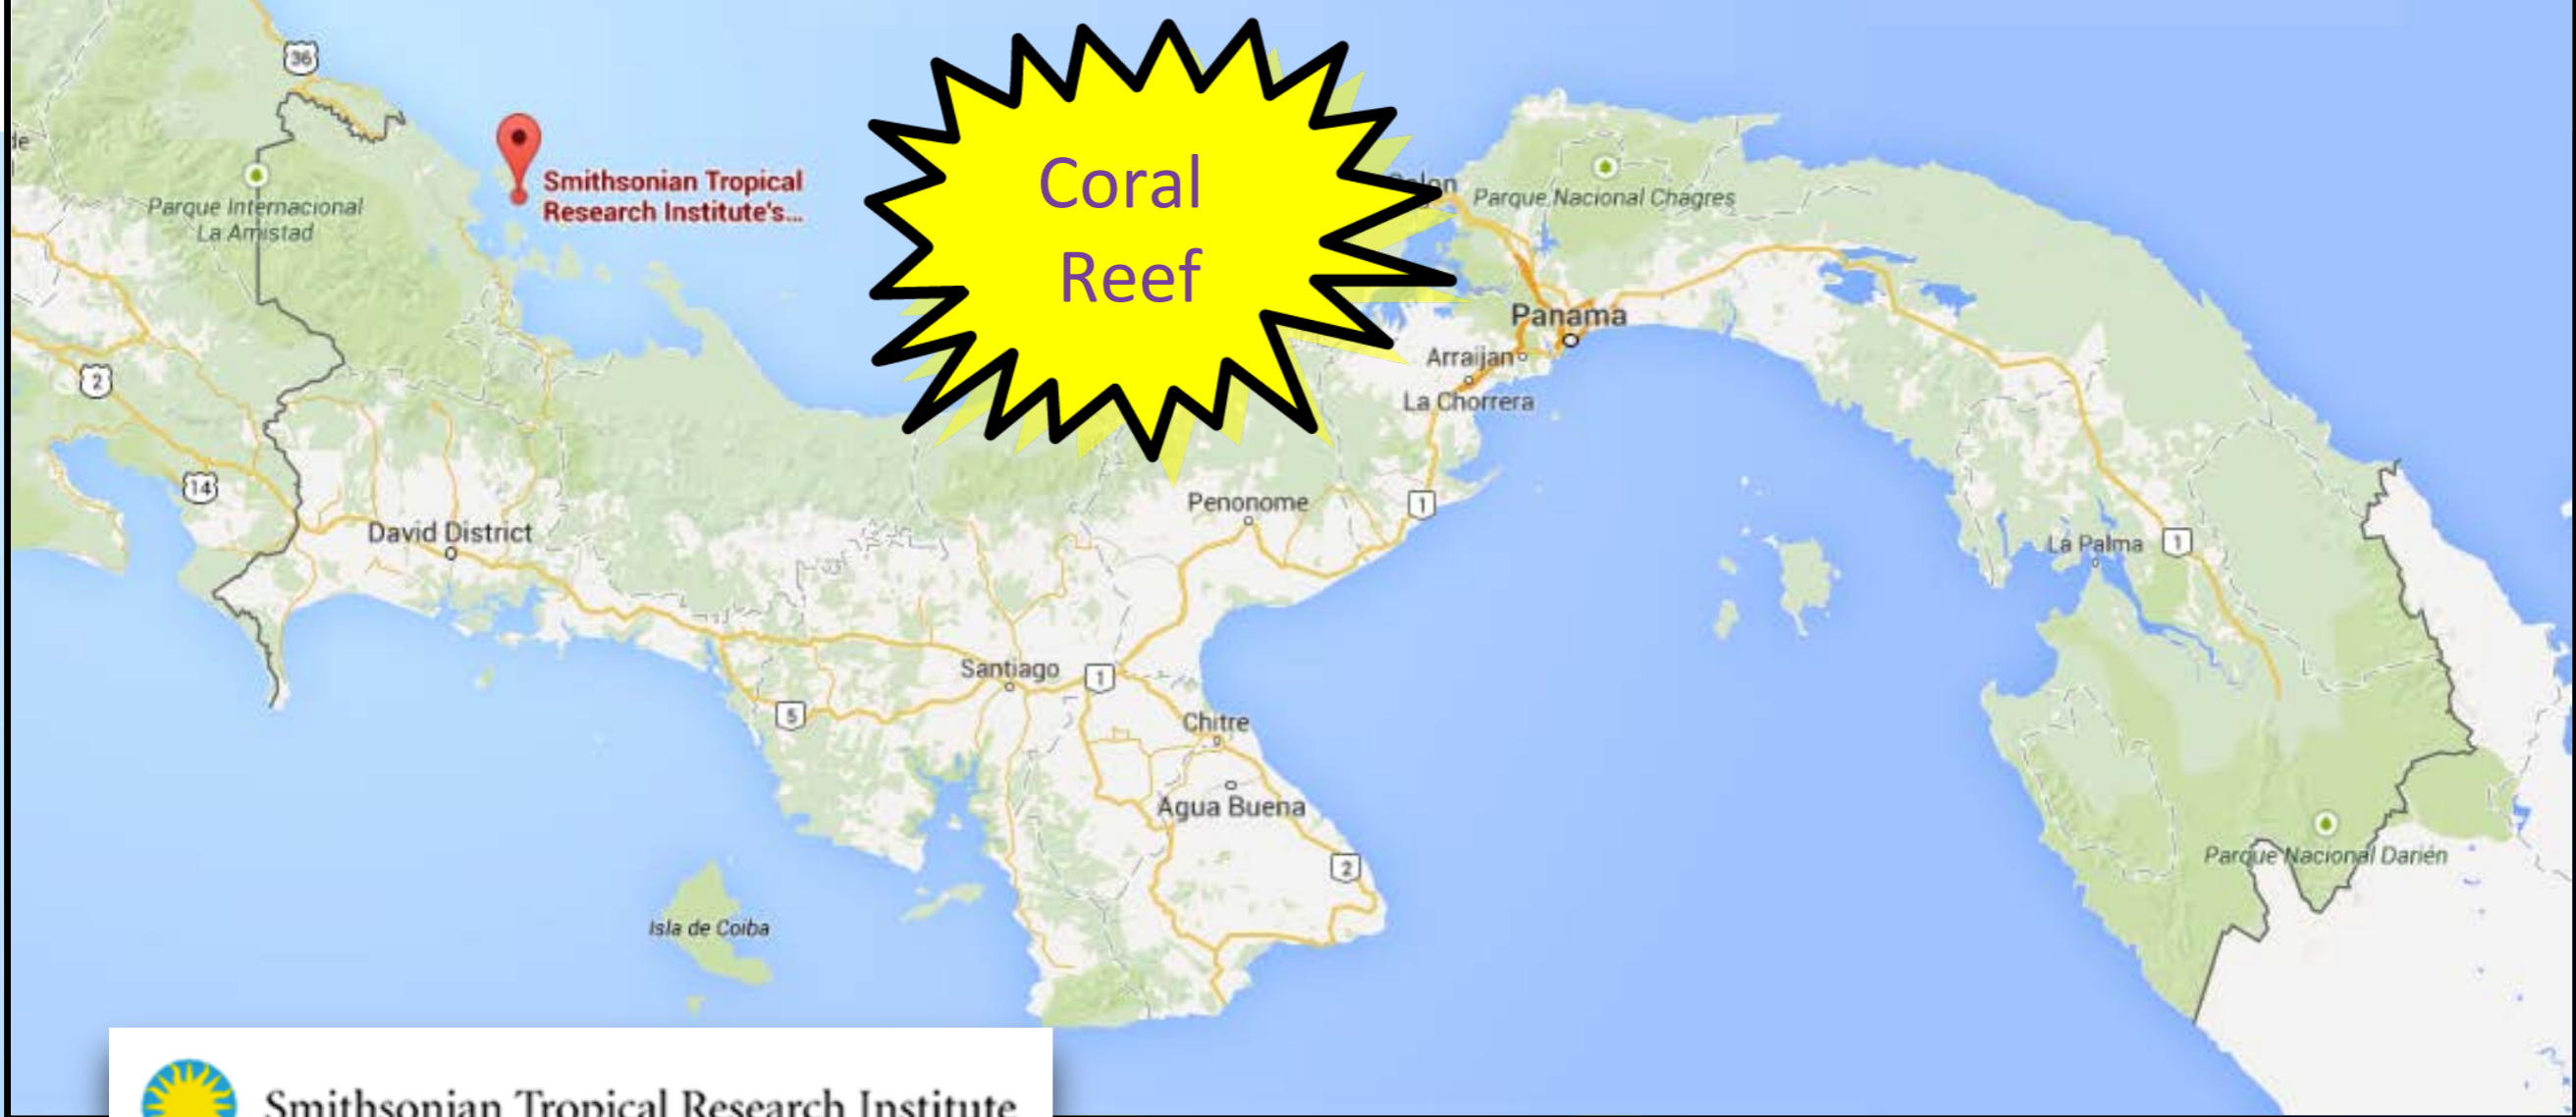 36
Smithsonian Tropical
Research Institute's...
Parque Internacional
La Amistad
Coral
Reef
Parque Nacional Chagres
Panama
Arraijan
La Chorrera
2
14
David District
Penonome
1
La Palma
1
Santiago
1
5
Chitre
Agua Buena
2
Parque Nacional Darién
Isla de Coiba
Smithsonian Tropical Research Institute